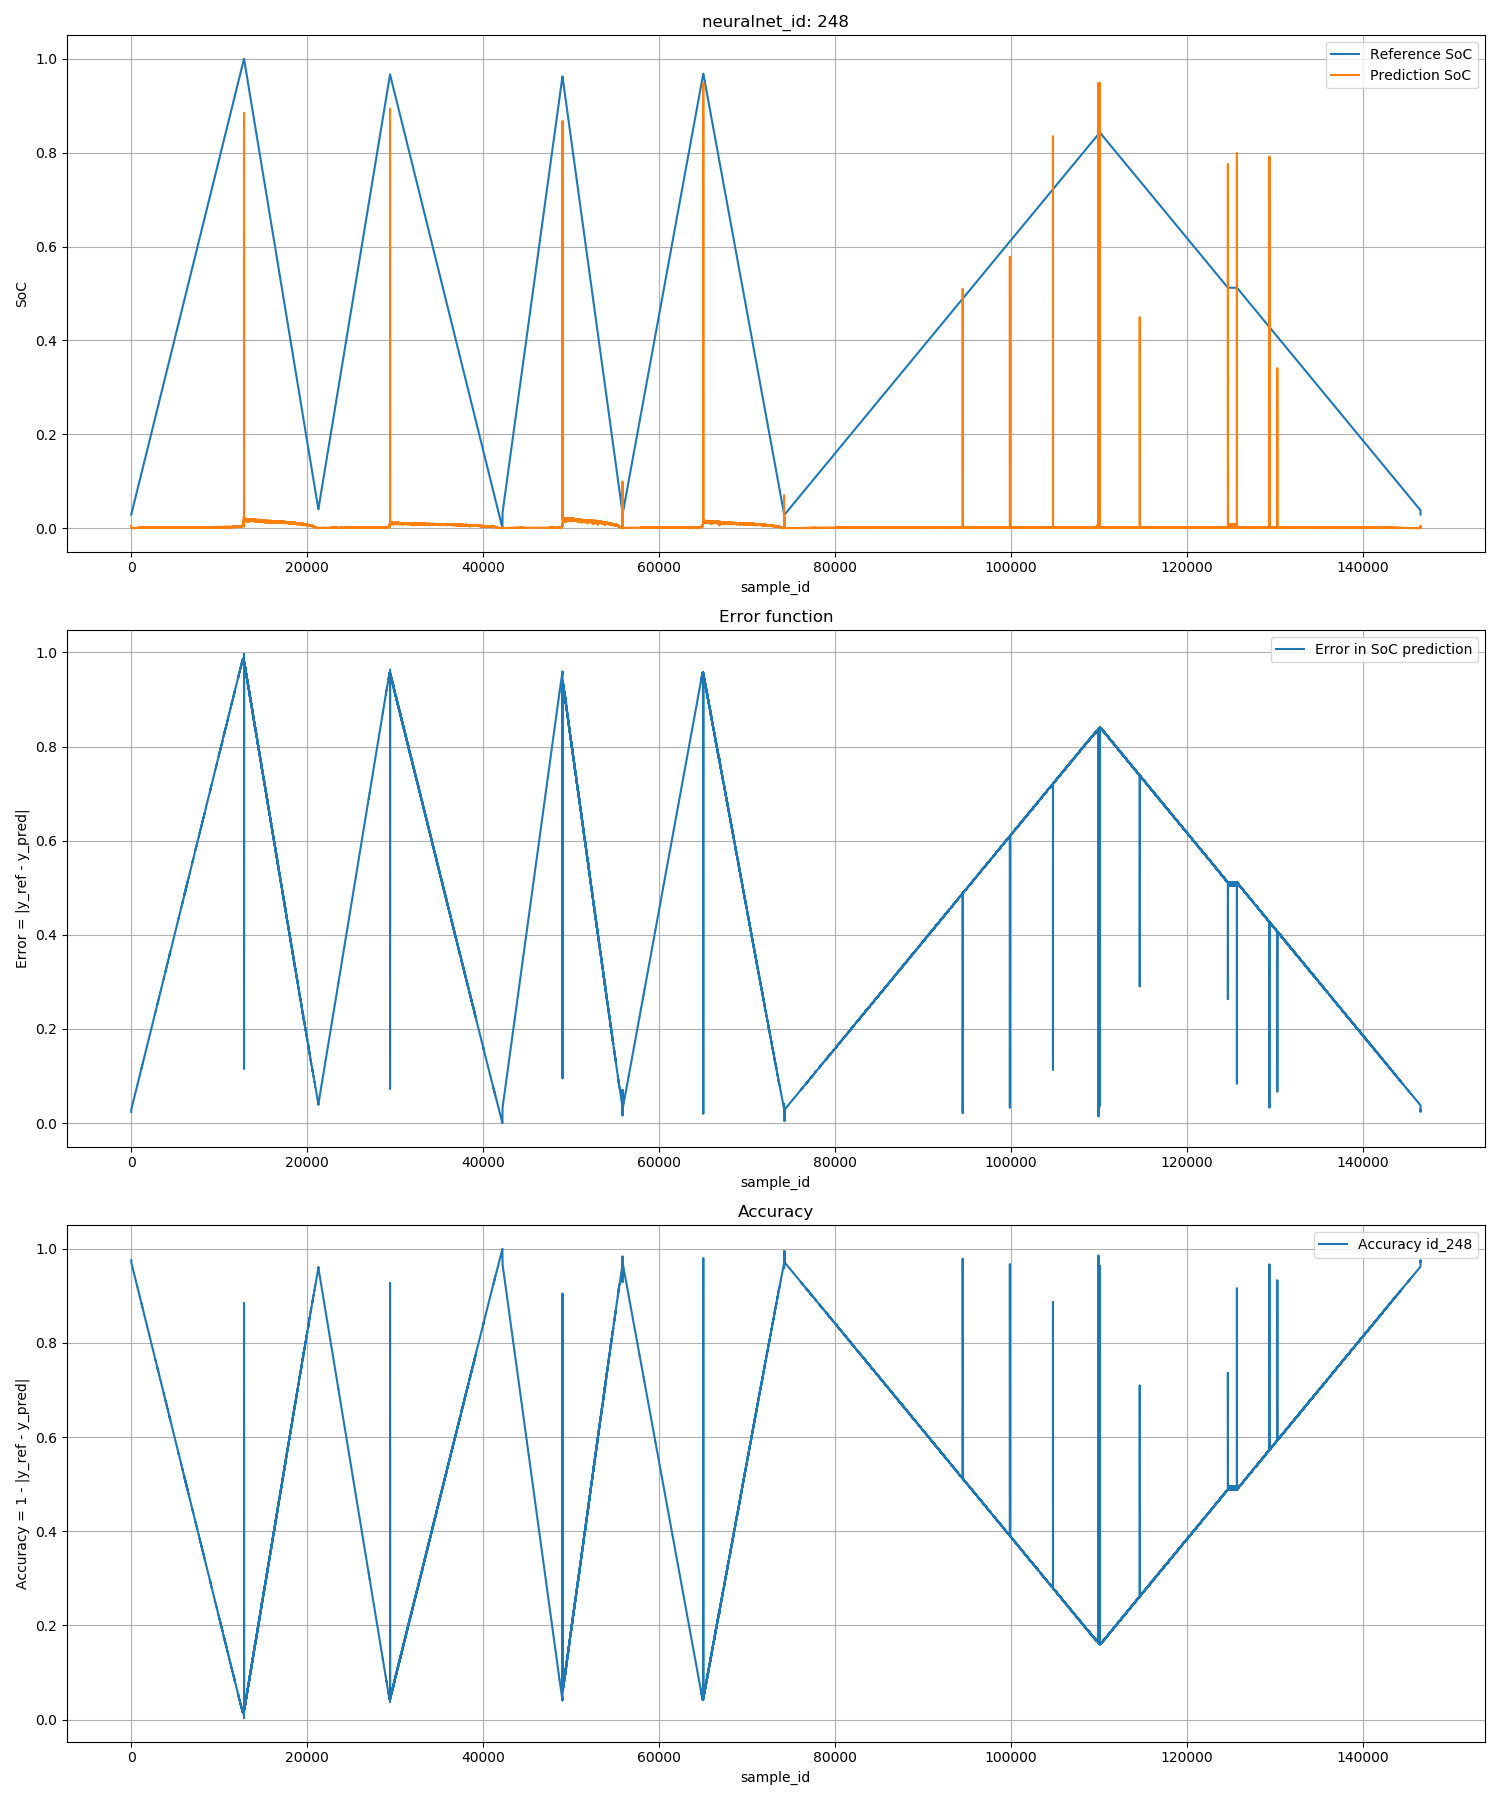 neuralnet_id: 248
Reference SoC
Prediction SoC
1.0
0.8
0.6
0.4
0.2
0.0
SoC
0 20000 40000 60000 80000 100000 120000 140000
sample_id
Error function
Error in SoC prediction
1.0
0.8
0.6
0.4
0.2
0.0
Error = |y_ref - y_pred|
0 20000 40000 60000 80000 100000 120000 140000
sample_id
Accuracy
Accuracy id_248
1.0
0.8
0.6
0.4
0.2
0.0
Accuracy = 1 - |y_ref - y_pred|
0 20000 40000 60000 80000 100000 120000 140000
sample_id